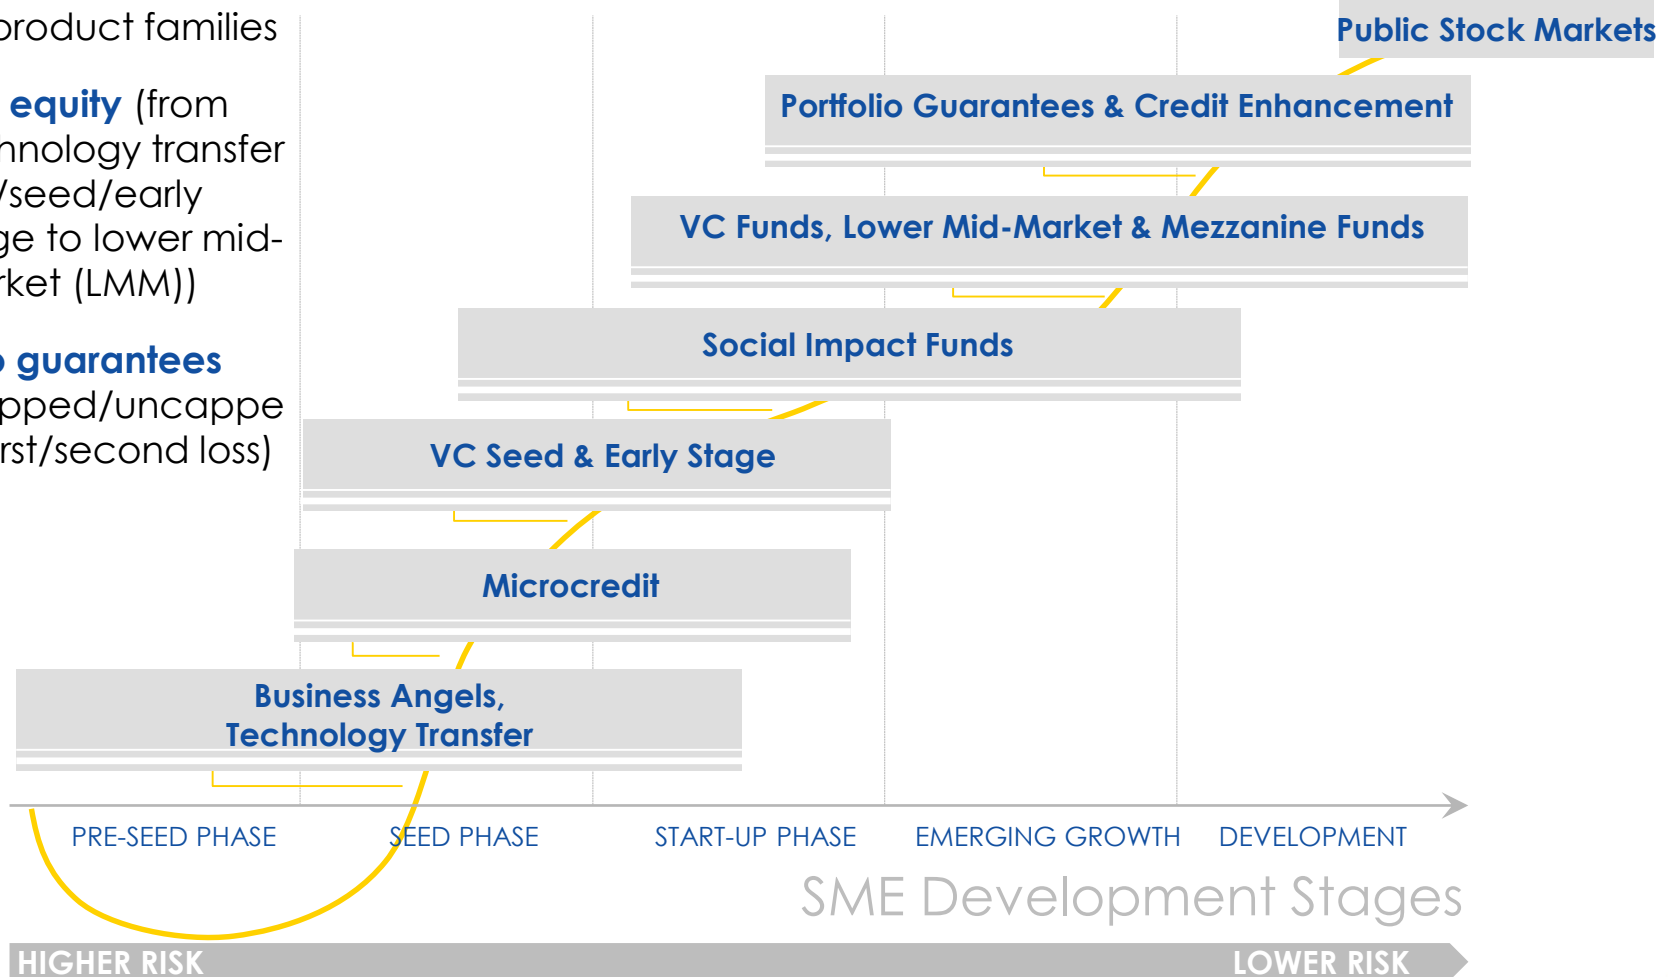 product families
equity (from
hnology transfer
/seed/early
ge to lower mid-
rket (LMM))
guarantees
pped/uncappe
rst/second loss)
Public Stock Markets
Portfolio Guarantees & Credit Enhancement
VC Funds, Lower Mid-Market & Mezzanine Funds
Social Impact Funds
VC Seed & Early Stage
Microcredit
Business Angels,
Technology Transfer
PRE-SEED PHASE SEED PHASE START-UP PHASE EMERGING GROWTH DEVELOPMENT
SME Development Stages
HIGHER RISK LOWER RISK